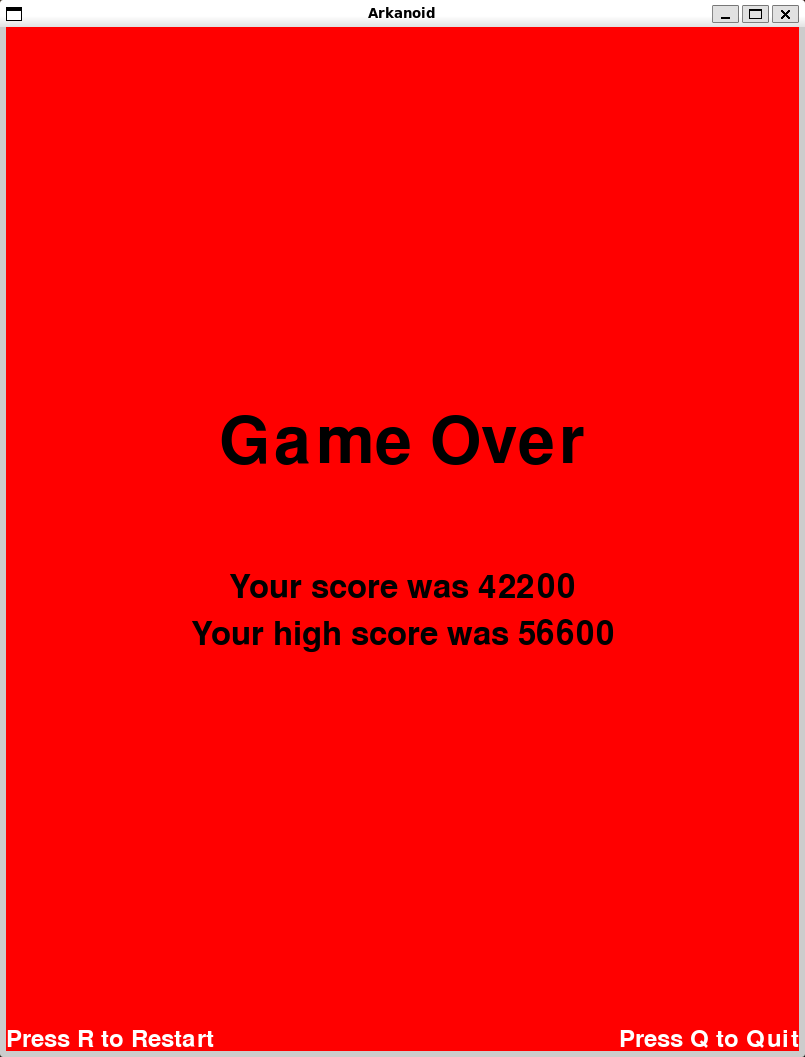 Arkanoid
Game Over
Your score was 42200
Your high score was 56600
Press R to Restart
Press Q to Quit